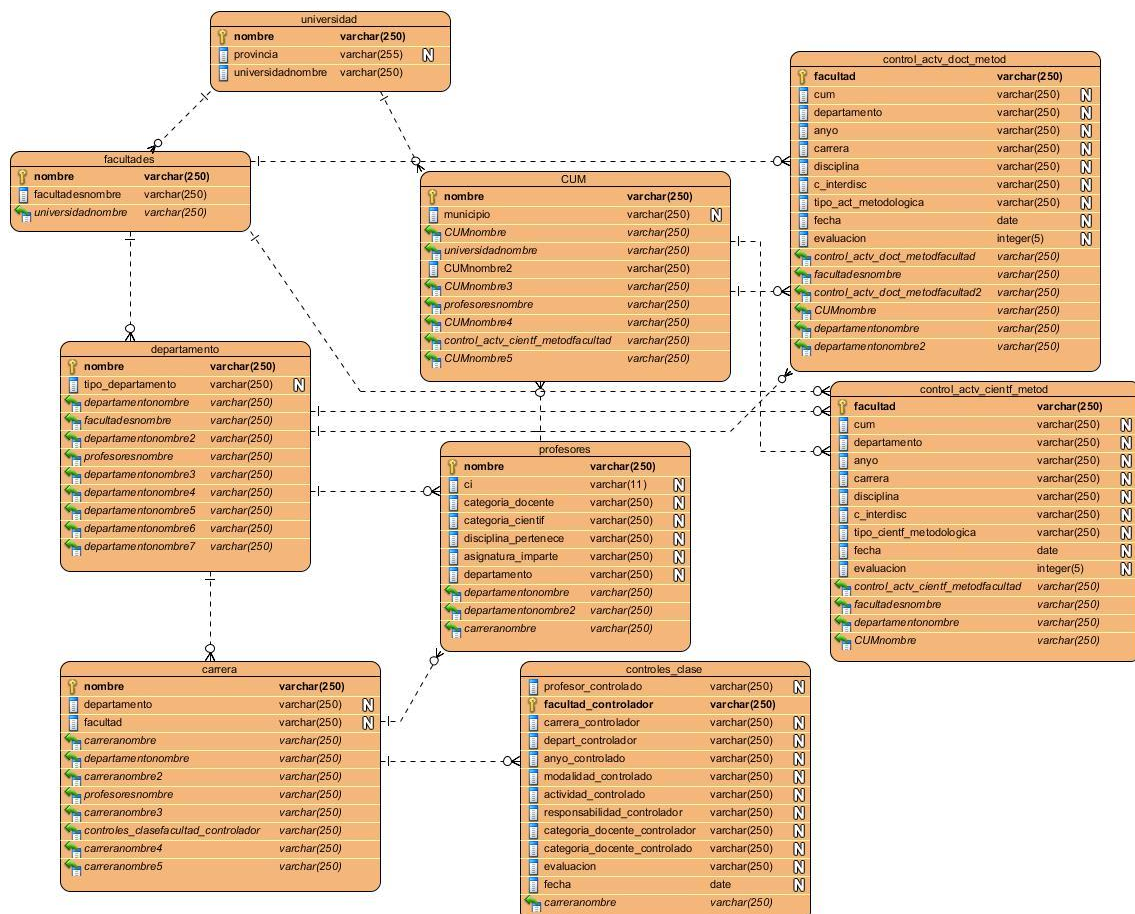 universidad
nombre varchar(250)
provincia varchar(255) N
universidadnombre varchar(250)
facultades
nombre varchar(250)
facultadesnombre varchar(250)
universidadnombre varchar(250)
CUM
nombre varchar(250)
municipio varchar(250) N
CUMnombre varchar(250)
universidadnombre varchar(250)
CUMnombre2 varchar(250)
CUMnombre3 varchar(250)
profesoresnombre varchar(250)
CUMnombre4 varchar(250)
control_actv_cientf_metodfacultad varchar(250)
CUMnombre5 varchar(250)
control_actv_doct_metod
facultad varchar(250)
cum varchar(250) N
departamento varchar(250) N
anyo varchar(250) N
carrera varchar(250) N
disciplina varchar(250) N
c_interdisc varchar(250) N
tipo_act_metodologica varchar(250) N
fecha date N
evaluacion integer(5) N
control_actv_doct_metodfacultad varchar(250)
facultadesnombre varchar(250)
control_actv_doct_metodfacultad2 varchar(250)
CUMnombre varchar(250)
departamentonombre varchar(250)
departamentonombre2 varchar(250)
departamento
nombre varchar(250)
tipo_departamento varchar(250) N
departamentonombre varchar(250)
facultadesnombre varchar(250)
departamentonombre2 varchar(250)
profesoresnombre varchar(250)
departamentonombre3 varchar(250)
departamentonombre4 varchar(250)
departamentonombre5 varchar(250)
departamentonombre6 varchar(250)
departamentonombre7 varchar(250)
control_actv_cientf_metod
facultad varchar(250)
cum varchar(250) N
departamento varchar(250) N
anyo varchar(250) N
carrera varchar(250) N
disciplina varchar(250) N
c_interdisc varchar(250) N
tipo_cientf_metodologica varchar(250) N
fecha date N
evaluacion integer(5) N
control_actv_cientf_metodfacultad varchar(250)
facultadesnombre varchar(250)
departamentonombre varchar(250)
CUMnombre varchar(250)
profesores
nombre varchar(250)
ci varchar(11) N
categoria_docente varchar(250) N
categoria_cientif varchar(250) N
disciplina_pertenece varchar(250) N
asignatura_imparte varchar(250) N
departamento varchar(250) N
departamentonombre varchar(250)
departamentonombre2 varchar(250)
carreranombre varchar(250)
carrera
nombre varchar(250)
departamento varchar(250) N
facultad varchar(250) N
carreranombre varchar(250)
departamentonombre varchar(250)
carreranombre2 varchar(250)
profesoresnombre varchar(250)
carreranombre3 varchar(250)
controles_clasefacultad_controlador varchar(250)
carreranombre4 varchar(250)
carreranombre5 varchar(250)
controles_clase
profesor_controlado varchar(250) N
facultad_controlador varchar(250)
carrera_controlador varchar(250) N
depart_controlador varchar(250) N
anyo_controlado varchar(250) N
modalidad_controlado varchar(250) N
actividad_controlado varchar(250) N
responsabilidad_controlador varchar(250) N
categoria_docente_controlador varchar(250) N
categoria_docente_controlado varchar(250) N
evaluacion varchar(250) N
fecha date N
carreranombre varchar(250)